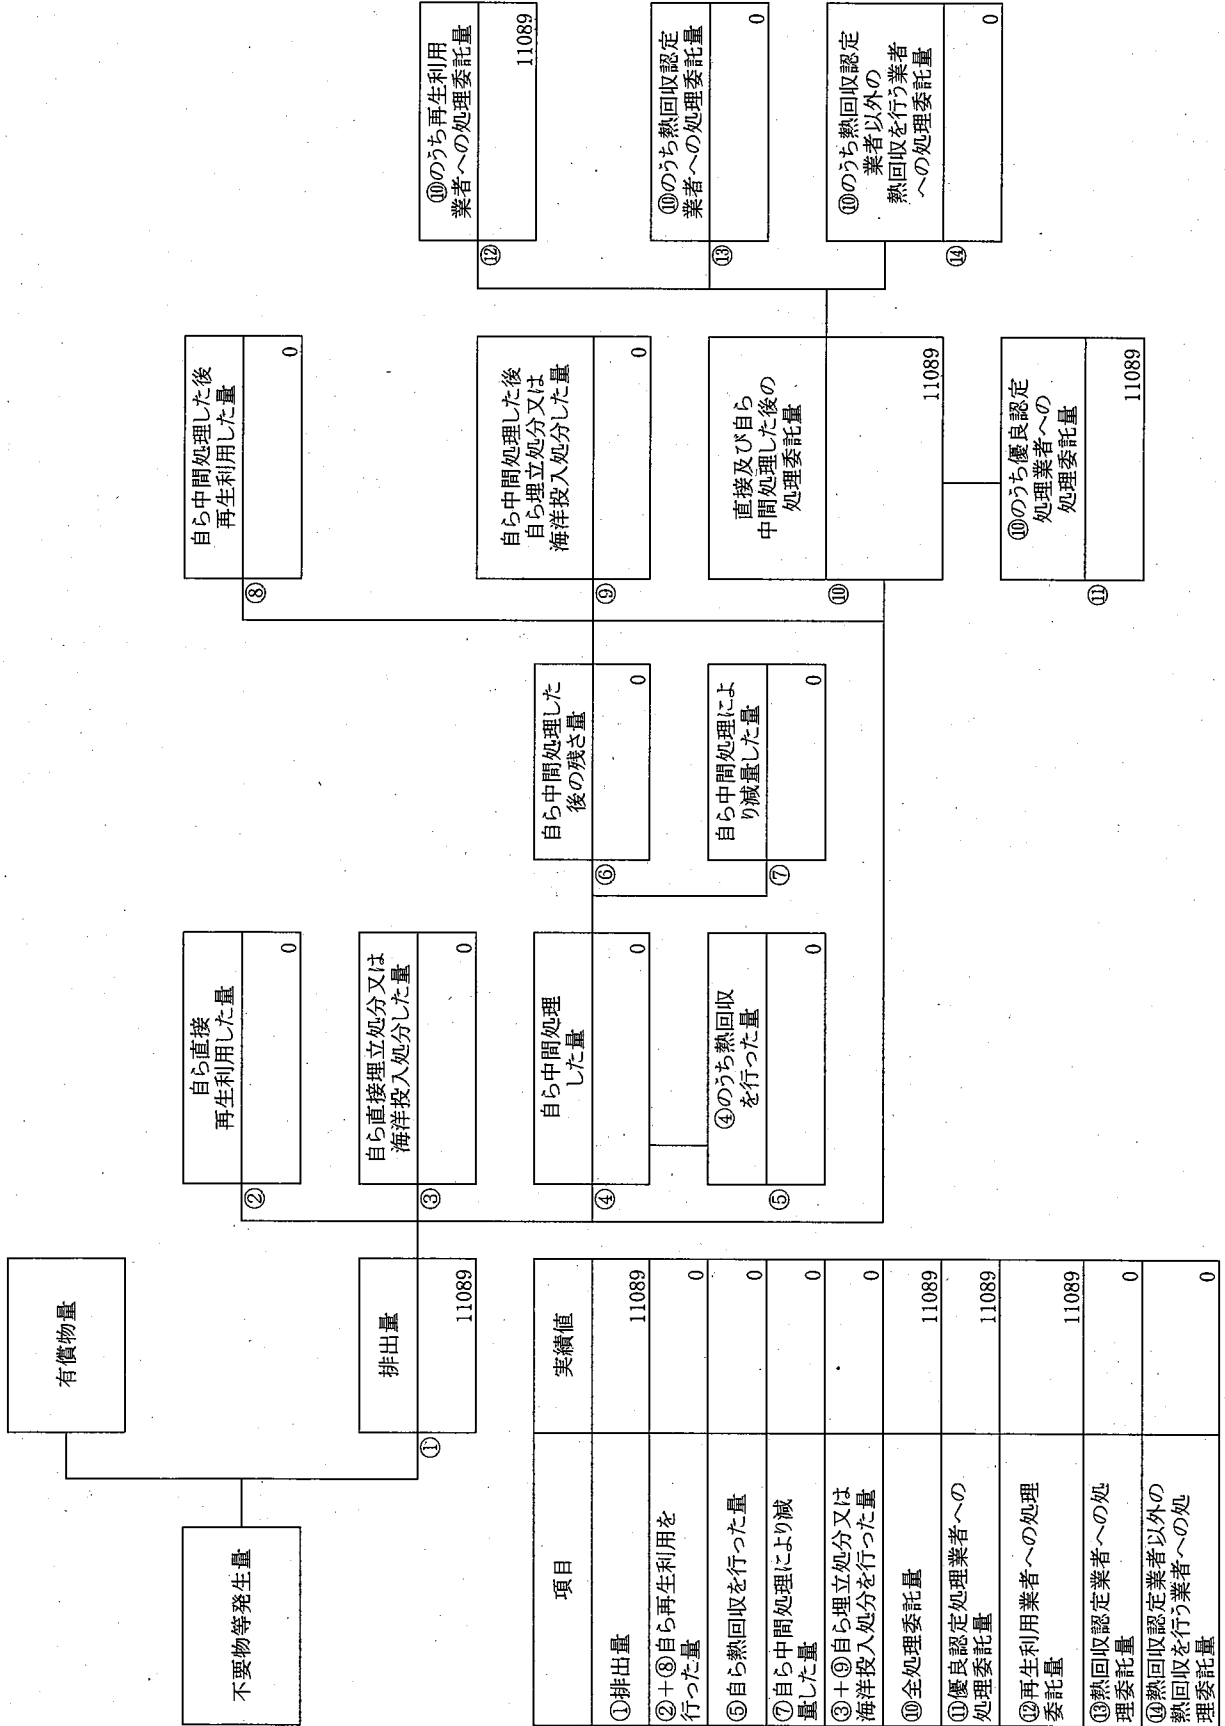 不要物等発生量
有償物量
排出量
①
11089
自ら直接
再生利用した量
②
0
自ら直接埋立処分又は
海洋投入処分した量
③
0
自ら中間処理
した量
④
0
④のうち熱回収
を行った量
⑤
0
自ら中間処理した
後の残さ量
⑥
0
自ら中間処理によ
り減量した量
⑦
0
自ら中間処理した後
再生利用した量
⑧
0
自ら中間処理した後
自ら埋立処分又は
海洋投入処分した量
⑨
0
直接及び自ら
中間処理した後の
処理委託量
⑩
11089
⑩のうち優良認定
処理業者への
処理委託量
⑪
11089
⑩のうち再生利用
業者への処理委託量
⑫
11089
⑩のうち熱回収認定
業者への処理委託量
⑬
0
⑩のうち熱回収認定
業者以外の
熱回収を行う業者
への処理委託量
⑭
0
項目 実績値
①排出量 11089
②+⑧自ら再生利用を
行った量 0
⑤自ら熱回収を行った量 0
⑦自ら中間処理により減
量した量 0
③+⑨自ら埋立処分又は
海洋投入処分を行った量 0
⑩全処理委託量 11089
⑪優良認定処理業者への
処理委託量 11089
⑫再生利用業者への処理
委託量 11089
⑬熱回収認定業者への処
理委託量 0
⑭熱回収認定業者以外の
熱回収を行う業者への処
理委託量 0